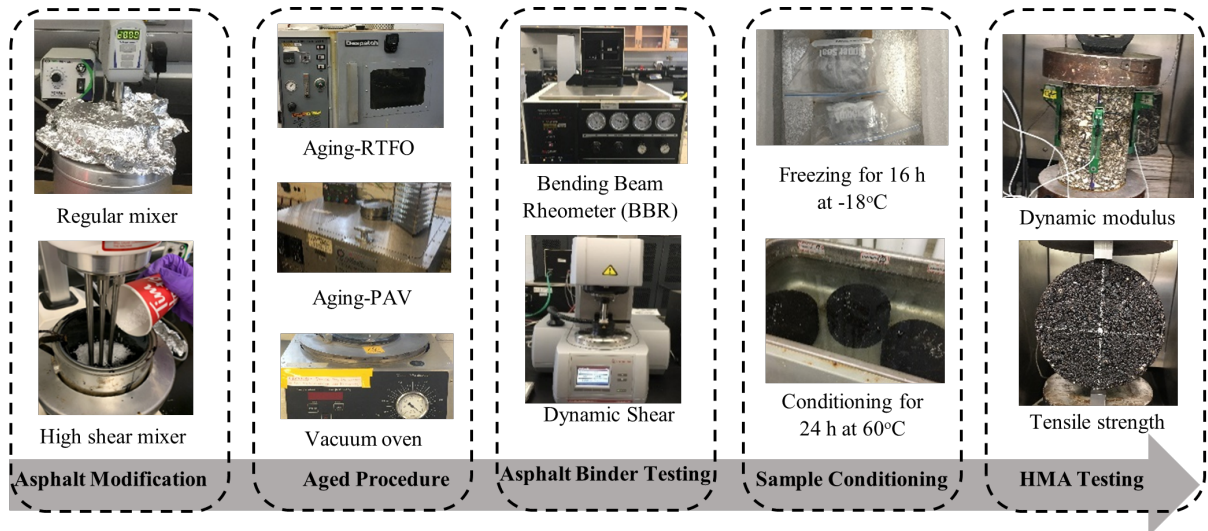 Regular mixer
High shear mixer
Asphalt Modification
Despatch
Aging-RTFO
Aging-PAV
Vacuum oven
Aged Procedure
Bending Beam
Rheometer (BBR)
Dynamic Shear
Asphalt Binder Testing
Freezing for 16 h
at -18°C
Conditioning for
24 h at 60°C
Sample Conditioning
Dynamic modulus
Tensile strength
HMA Testing